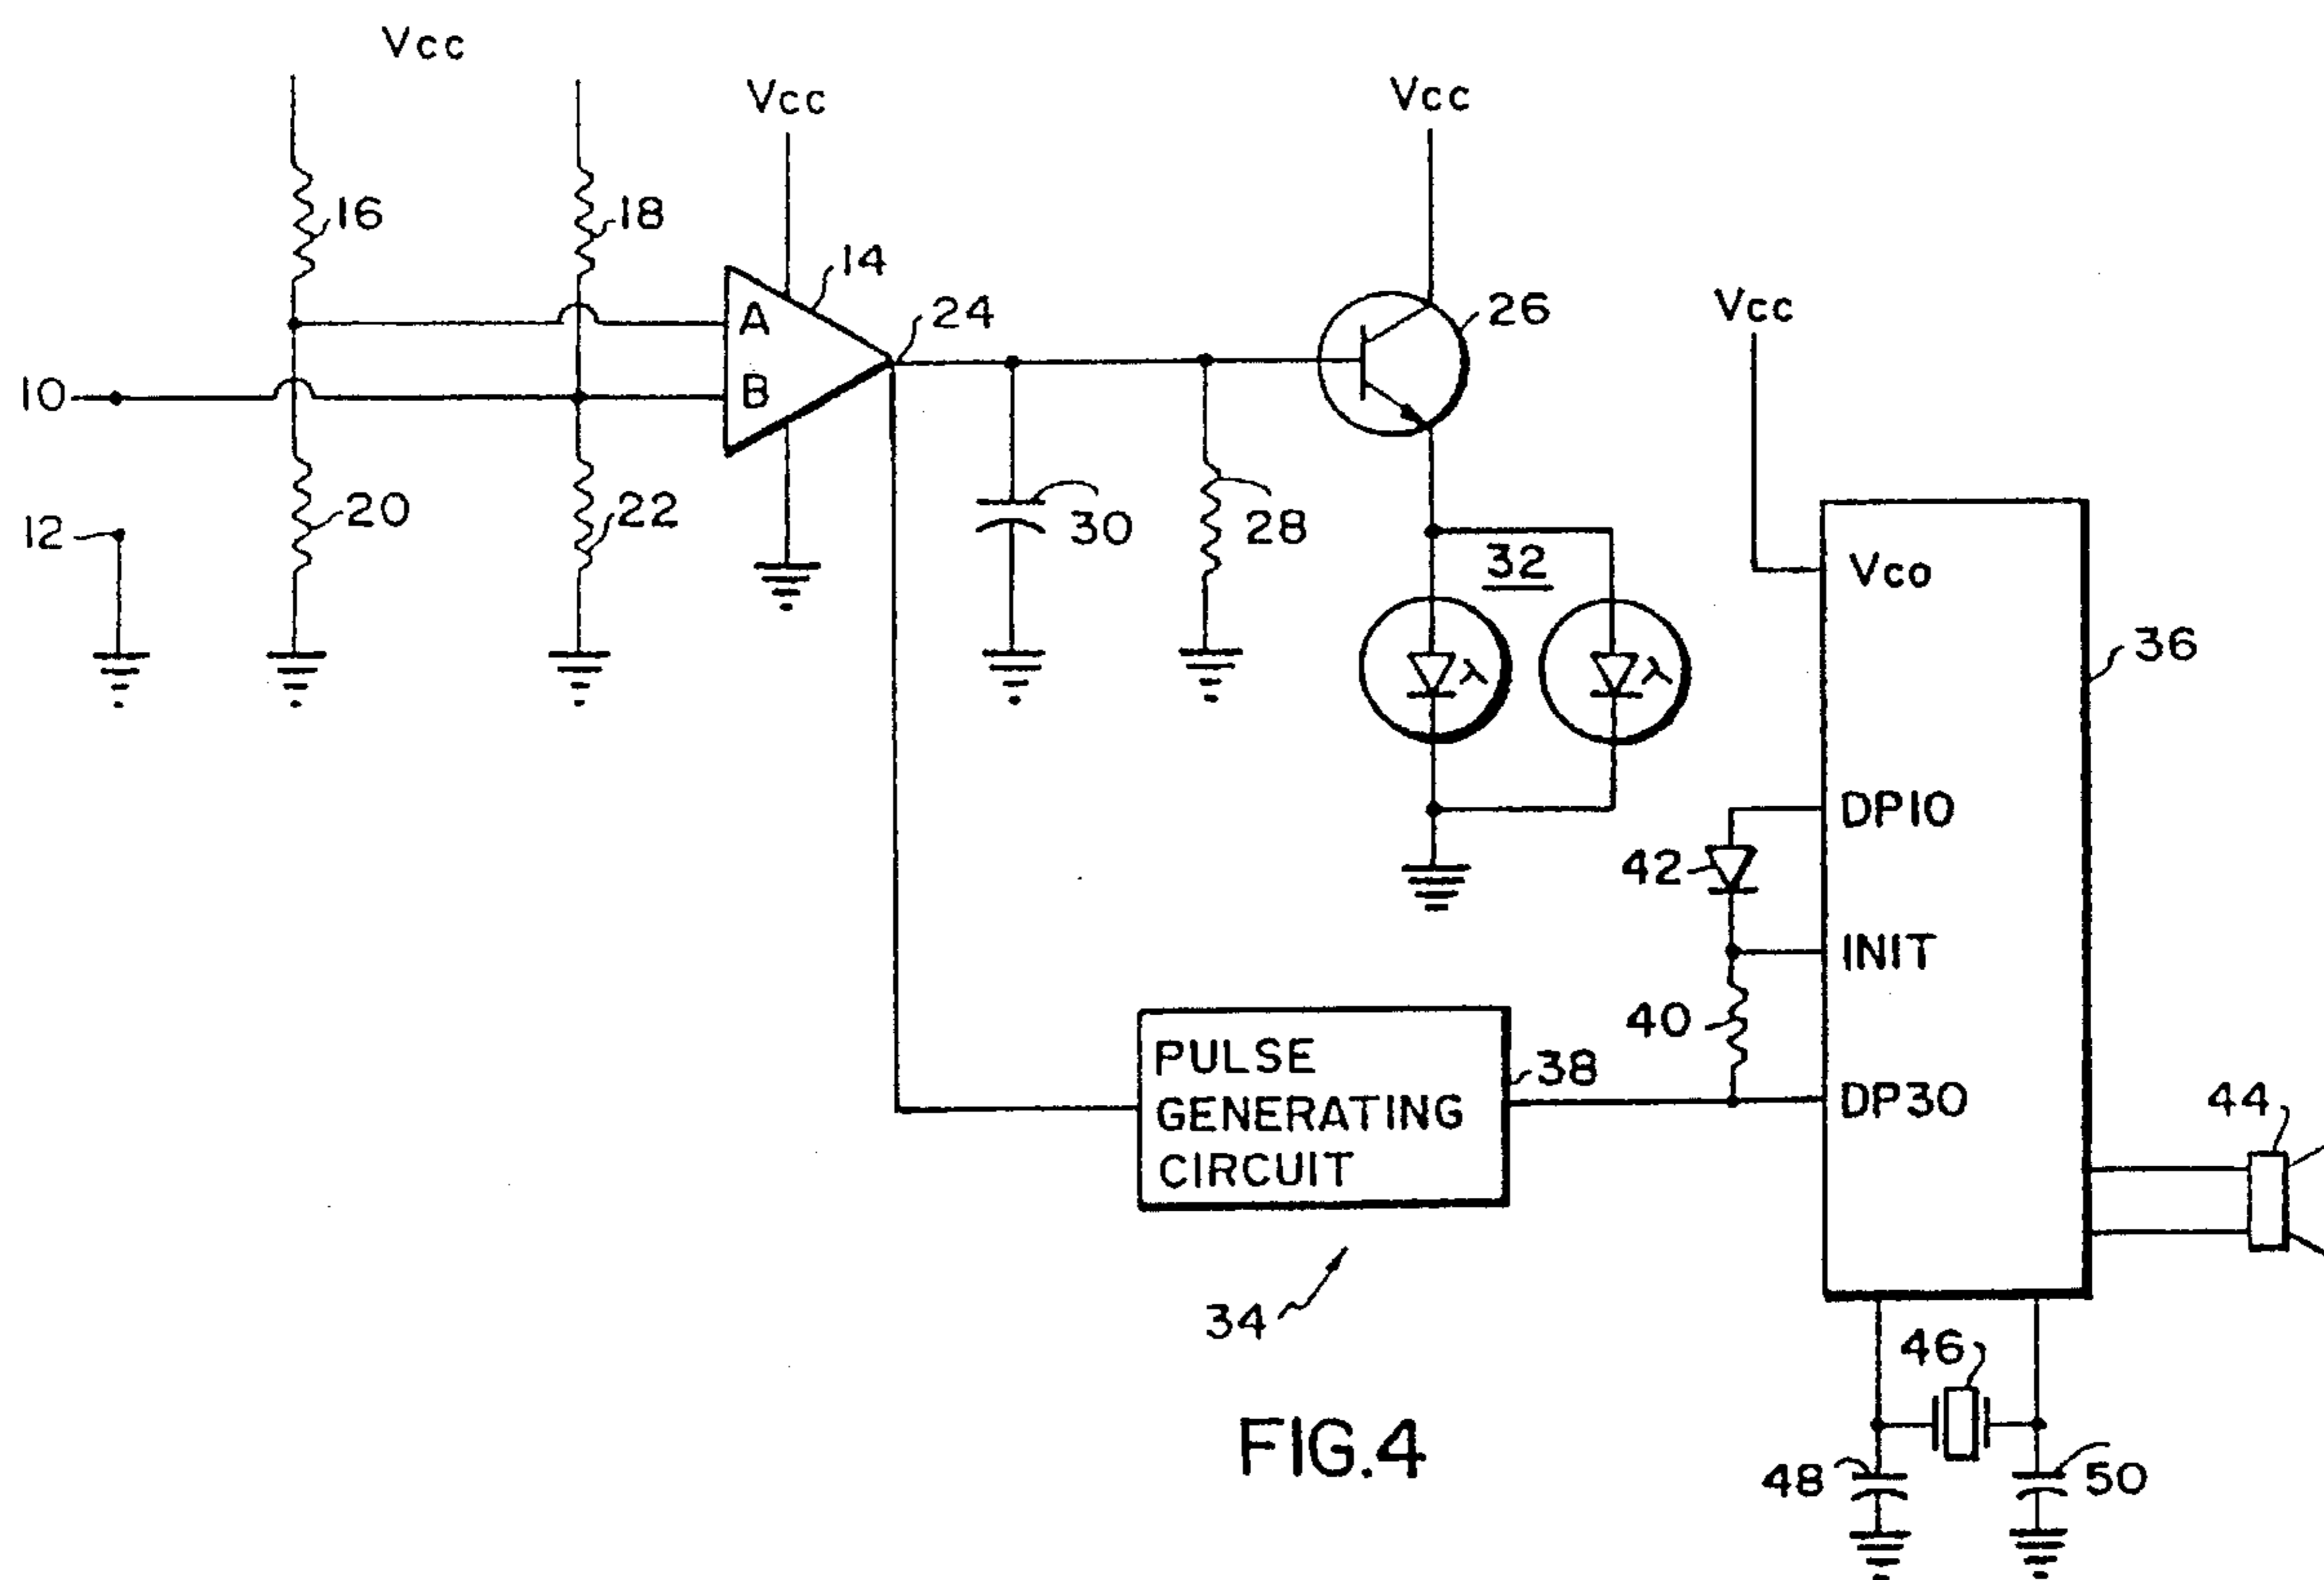 Vcc
Vcc
Vcc
16
18
14
24
26
Vcc
A
B
10
12
20
22
30
28
32
Vco
λ
λ
36
DP10
42
INIT
40
PULSE
GENERATING
CIRCUIT
38
DP30
44
34
46
FIG.4
48
50